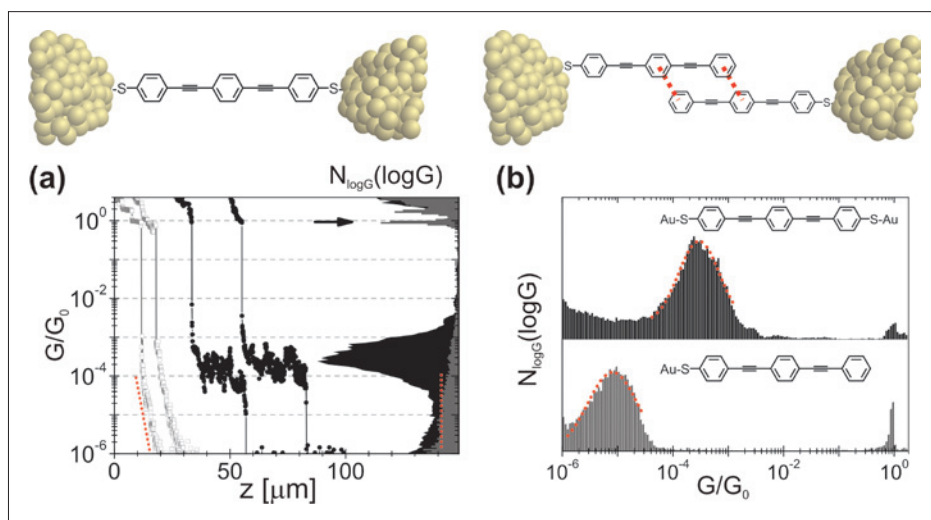 S
S
S
S
(a)
N_logG(logG)
(b)
10^0
10^-2
10^-4
10^-6
G/G_0
0
50
100
z [μm]
Au-S
S-Au
Au-S
N_logG(logG)
10^-6
10^-4
10^-2
10^0
G/G_0